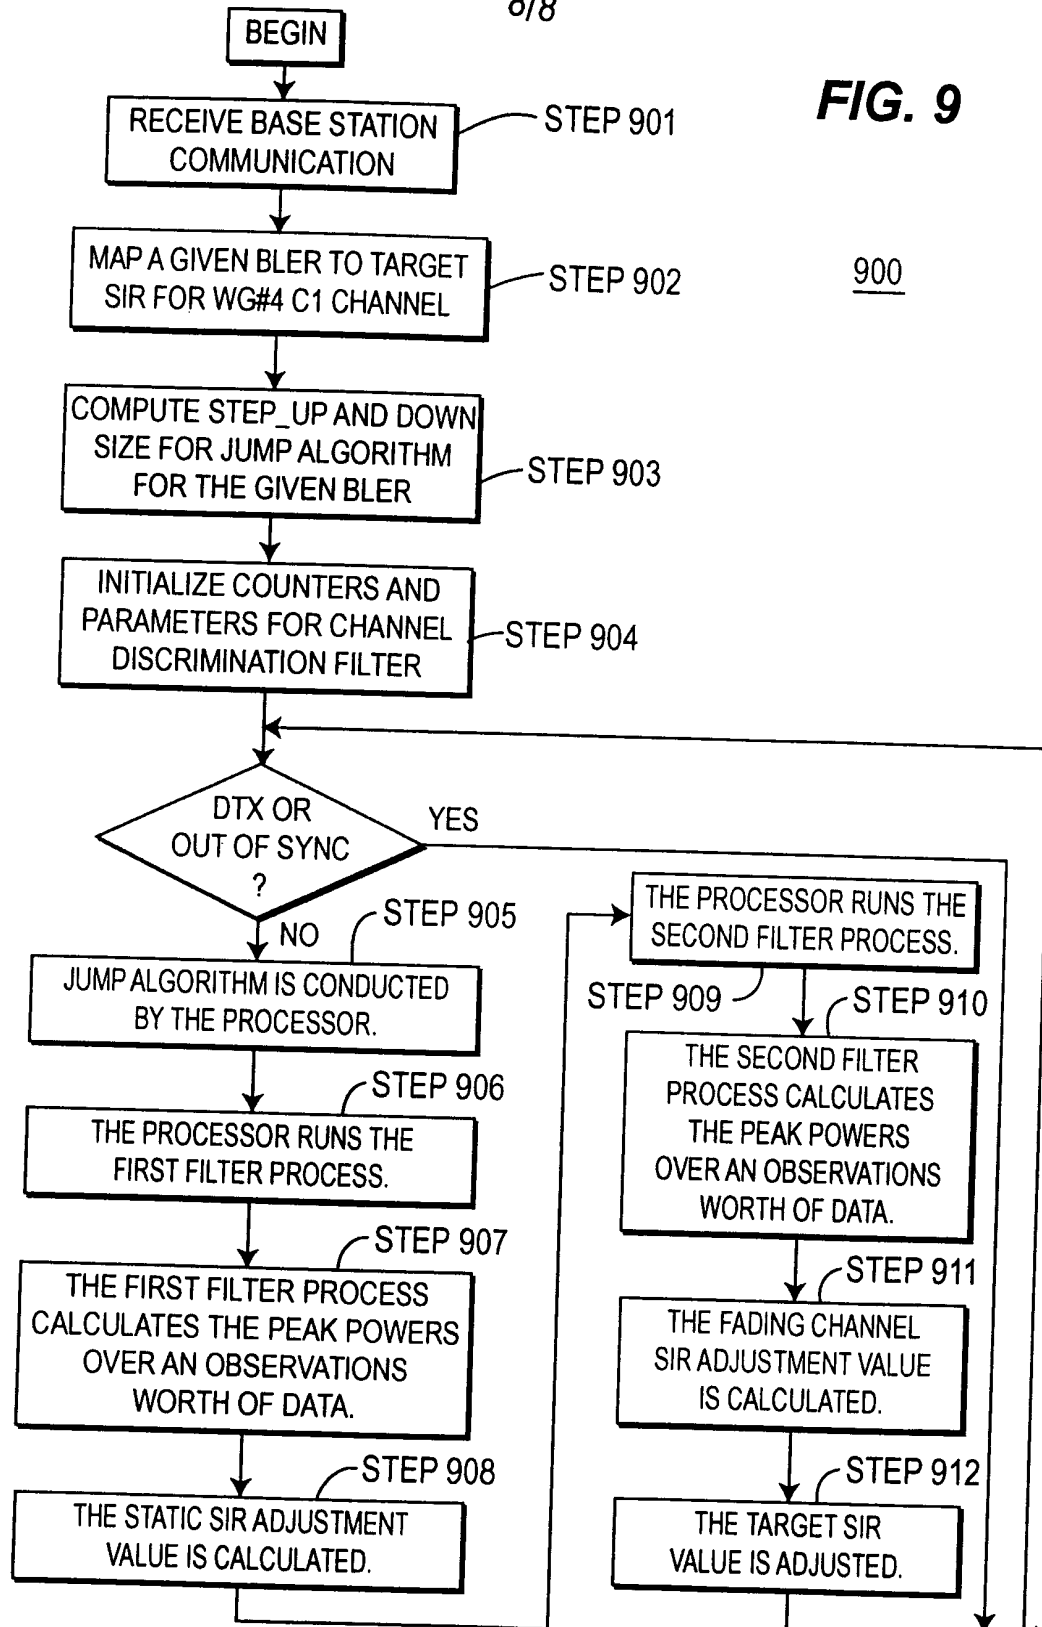 8/8
FIG. 9
900
BEGIN
RECEIVE BASE STATION
COMMUNICATION
STEP 901
MAP A GIVEN BLER TO TARGET
SIR FOR WG#4 C1 CHANNEL
STEP 902
COMPUTE STEP_UP AND DOWN
SIZE FOR JUMP ALGORITHM
FOR THE GIVEN BLER
STEP 903
INITIALIZE COUNTERS AND
PARAMETERS FOR CHANNEL
DISCRIMINATION FILTER
STEP 904
DTX OR
OUT OF SYNC
?
YES
NO
STEP 905
JUMP ALGORITHM IS CONDUCTED
BY THE PROCESSOR.
STEP 906
THE PROCESSOR RUNS THE
FIRST FILTER PROCESS.
STEP 907
THE FIRST FILTER PROCESS
CALCULATES THE PEAK POWERS
OVER AN OBSERVATIONS
WORTH OF DATA.
STEP 908
THE STATIC SIR ADJUSTMENT
VALUE IS CALCULATED.
THE PROCESSOR RUNS THE
SECOND FILTER PROCESS.
STEP 909
STEP 910
THE SECOND FILTER
PROCESS CALCULATES
THE PEAK POWERS
OVER AN OBSERVATIONS
WORTH OF DATA.
STEP 911
THE FADING CHANNEL
SIR ADJUSTMENT VALUE
IS CALCULATED.
STEP 912
THE TARGET SIR
VALUE IS ADJUSTED.